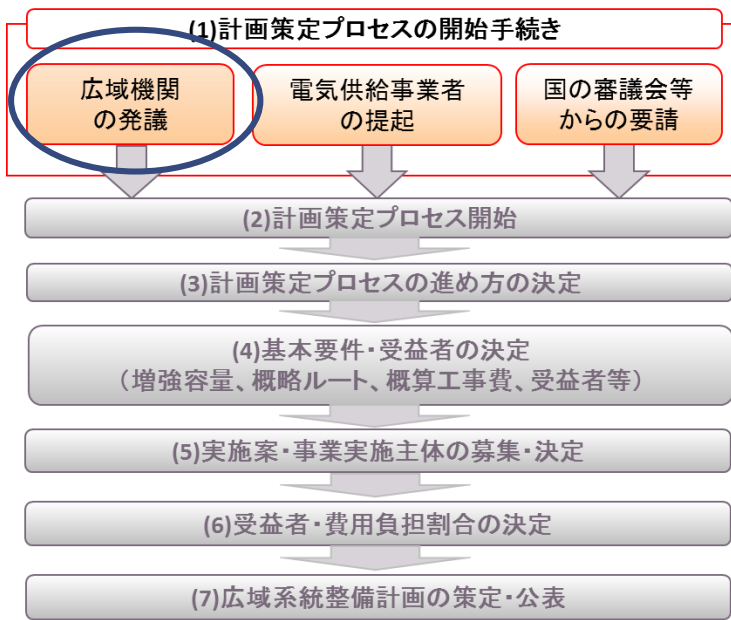 (1)計画策定プロセスの開始手続き
広域機関
の発議
電気供給事業者
の提起
国の審議会等
からの要請
(2)計画策定プロセス開始
(3)計画策定プロセスの進め方の決定
(4)基本要件・受益者の決定
（増強容量、概略ルート、概算工事費、受益者等）
(5)実施案・事業実施主体の募集・決定
(6)受益者・費用負担割合の決定
(7)広域系統整備計画の策定・公表